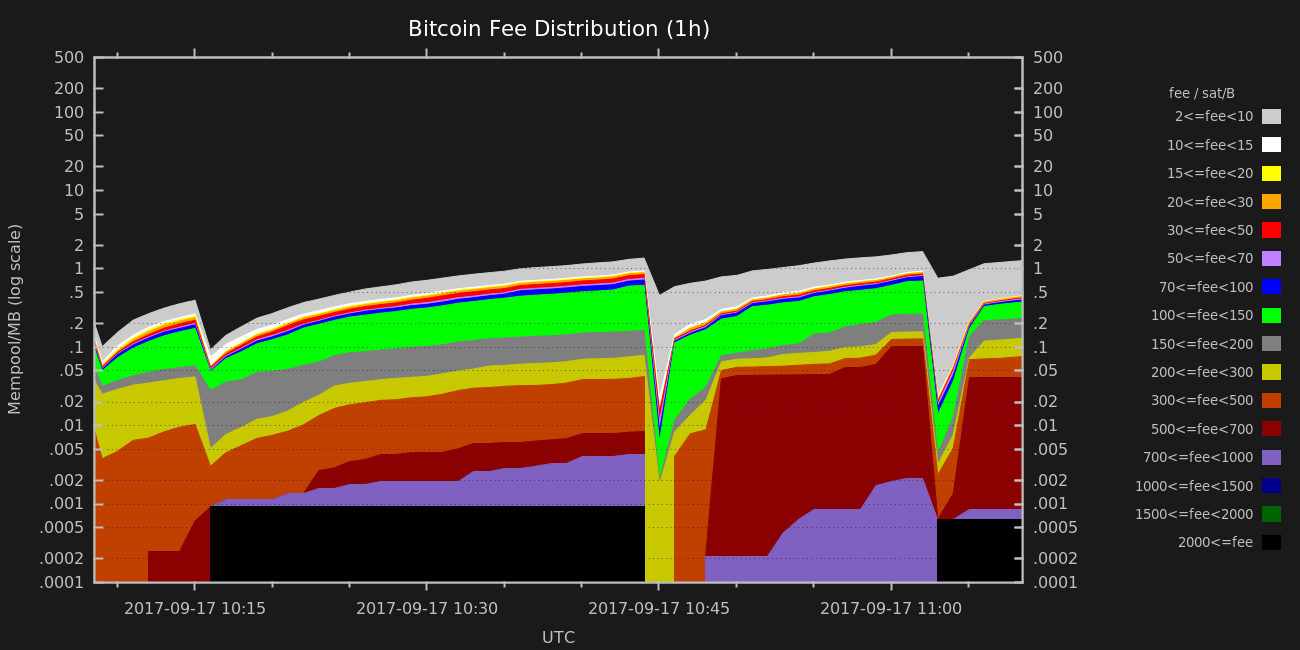 Bitcoin Fee Distribution (1h)
Mempool/MB (log scale)
500
200
100
50
20
10
5
2
1
.5
.2
.1
.05
.02
.01
.005
.002
.001
.0005
.0002
.0001
500
200
100
50
20
10
5
2
1
.5
.2
.1
.05
.02
.01
.005
.002
.001
.0005
.0002
.0001
2017-09-17 10:15
2017-09-17 10:30
2017-09-17 10:45
2017-09-17 11:00
UTC
fee / sat/B
2<=fee<10
10<=fee<15
15<=fee<20
20<=fee<30
30<=fee<50
50<=fee<70
70<=fee<100
100<=fee<150
150<=fee<200
200<=fee<300
300<=fee<500
500<=fee<700
700<=fee<1000
1000<=fee<1500
1500<=fee<2000
2000<=fee